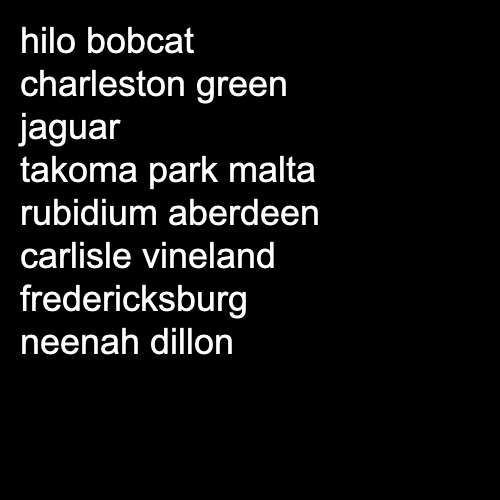 hilo bobcat
charleston green
jaguar
takoma park malta
rubidium aberdeen
carlisle vineland
fredericksburg
neenah dillon